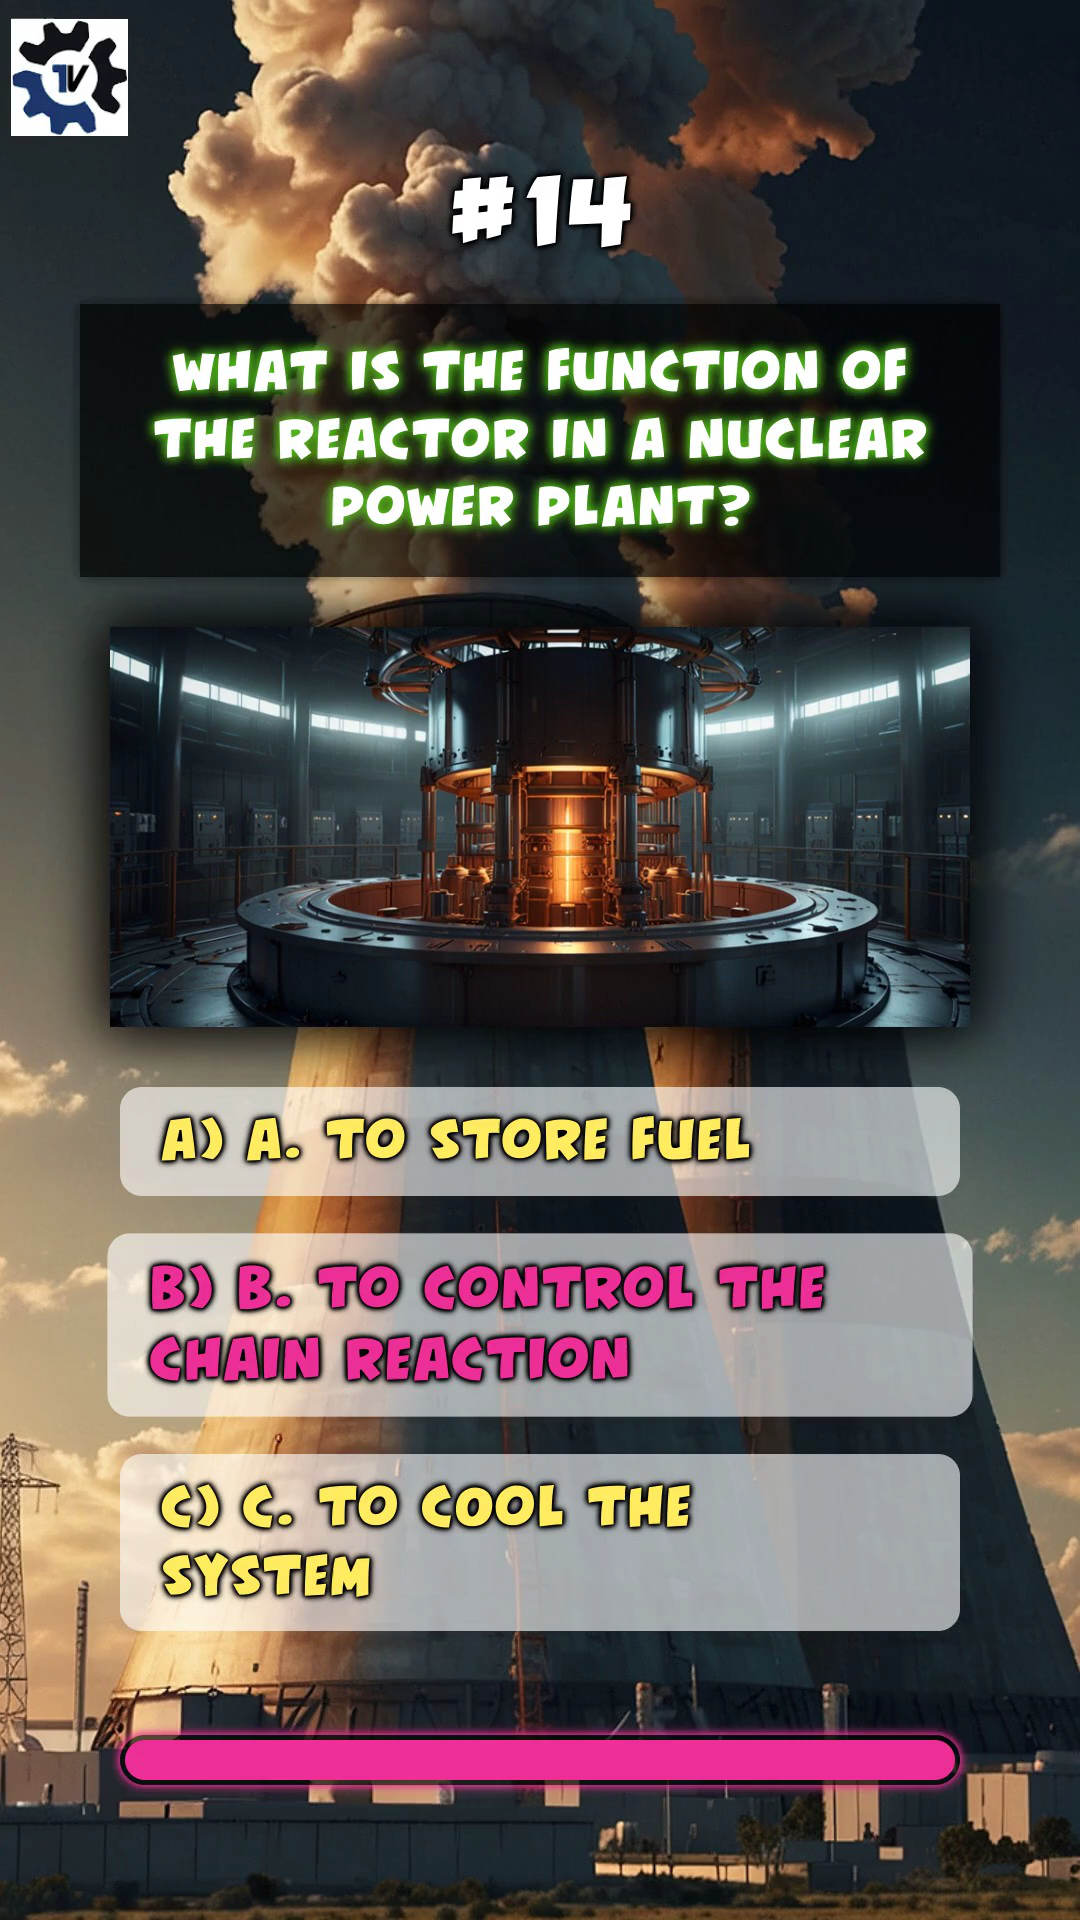 TV
#14
WHAT IS THE FUNCTION OF
THE REACTOR IN A NUCLEAR
POWER PLANT?
A) A. TO STORE FUEL
B) B. TO CONTROL THE
CHAIN REACTION
C) C. TO COOL THE
SYSTEM